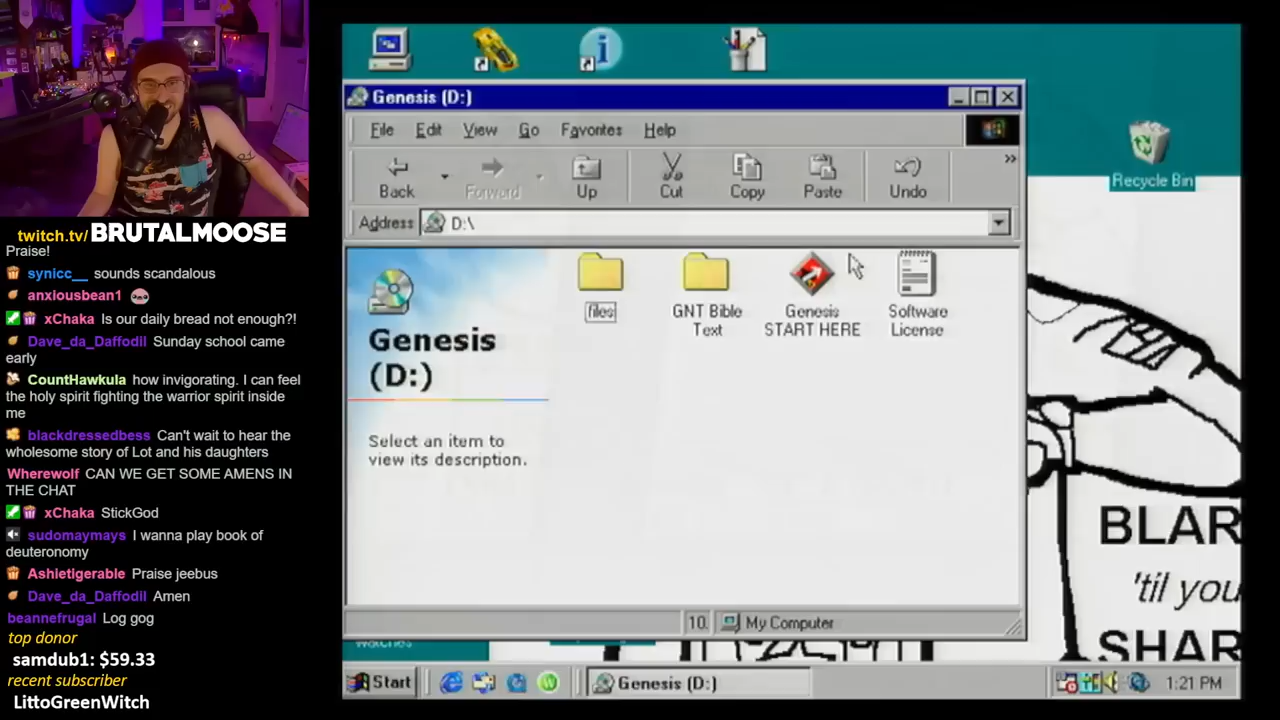 twitch.tv/BRUTALMOOSE
Praise!
synicc__ sounds scandalous
anxiousbean1
xChaka Is our daily bread not enough?!
Dave_da_Daffodil Sunday school came
early
CountHawkula how invigorating. I can feel
the holy spirit fighting the warrior spirit inside
me
blackdressedbess Can't wait to hear the
wholesome story of Lot and his daughters
Wherewolf CAN WE GET SOME AMENS IN
THE CHAT
xChaka StickGod
sudomaymays I wanna play book of
deuteronomy
Ashietigerable Praise jeebus
Dave_da_Daffodil Amen
beannefrugal Log gog
top donor
samdub1: $59.33
recent subscriber
LittoGreenWitch
Genesis (D:)
File Edit View Go Favorites Help
Back Forward Up Cut Copy Paste Undo
Address D:\
Genesis
(D:)
Select an item to
view its description.
files
GNT Bible
Text
Genesis
START HERE
Software
License
Recycle Bin
BLAR
'til you
SHAR
10. My Computer
Start Genesis (D:) 1:21 PM